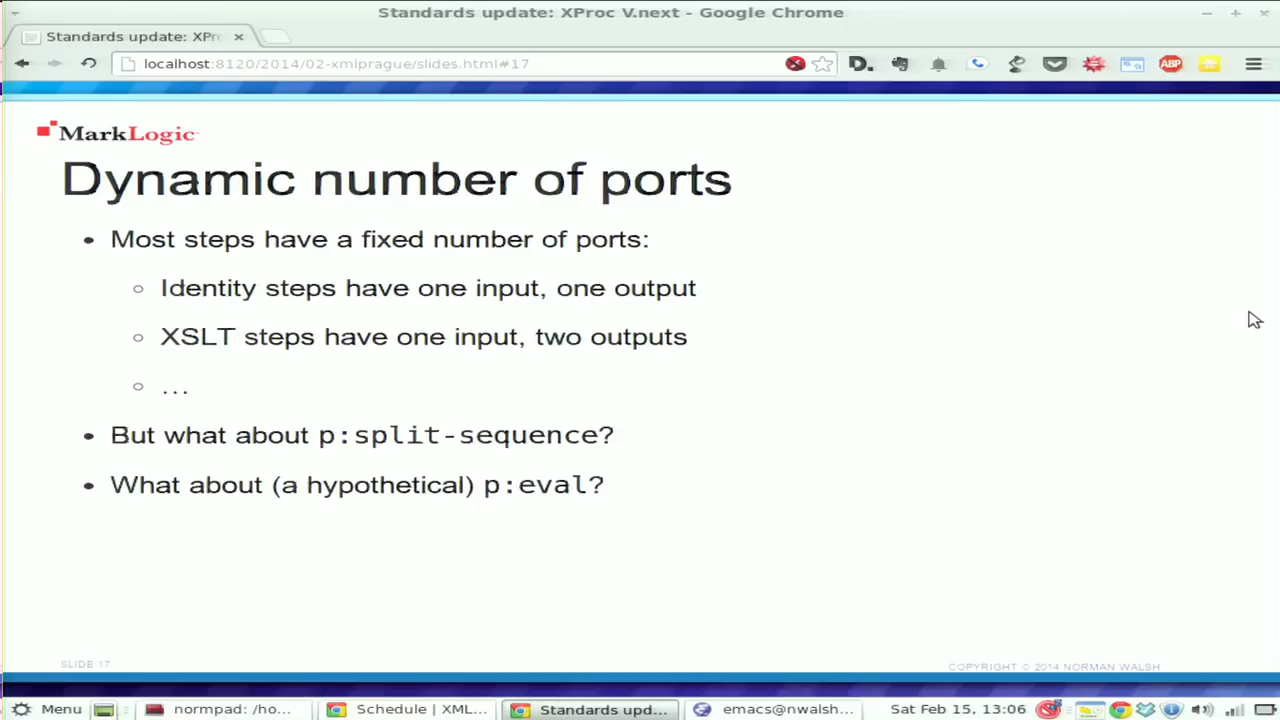 Standards update: XProc V.next - Google Chrome
Standards update: XPr
localhost:8120/2014/02-xmlprague/slides.html#17
D.
ABP
MarkLogic
Dynamic number of ports
• Most steps have a fixed number of ports:
○ Identity steps have one input, one output
○ XSLT steps have one input, two outputs
○ ...
• But what about p:split-sequence?
• What about (a hypothetical) p:eval?
SLIDE 17
COPYRIGHT © 2014 NORMAN WALSH
Menu normpad: /ho... Schedule | XML... Standards upd... emacs@nwalsh... Sat Feb 15, 13:06